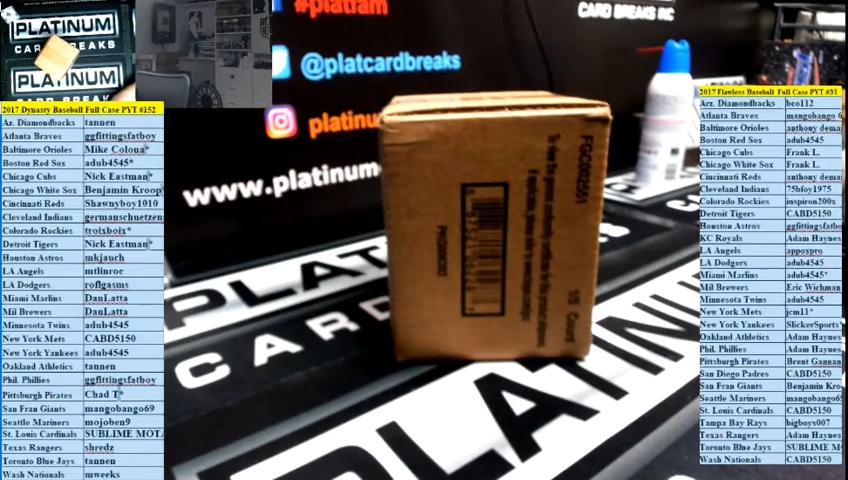 PLATINUM
CARD BREAKS
PLATINUM
CARD BREAKS
2017 Dynasty Baseball Full Case PYT #152
Az. Diamondbacks tannen
Atlanta Braves ggfittingsfatboy
Baltimore Orioles Mike Colona*
Boston Red Sox adub4545*
Chicago Cubs Nick Eastman*
Chicago White Sox Benjamin Kroop
Cincinnati Reds Shawnyboy1010
Cleveland Indians germanschuetzen
Colorado Rockies troixboix*
Detroit Tigers Nick Eastman*
Houston Astros mkjauch
LA Angels mtlinroe
LA Dodgers roflgasms
Miami Marlins DanLatta
Mil Brewers DanLatta
Minnesota Twins adub4545
New York Mets CABD5150
New York Yankees adub4545
Oakland Athletics tannen
Phil. Phillies ggfittingsfatboy
Pittsburgh Pirates Chad T*
San Fran Giants mangobango69
Seattle Mariners mojoben9
St. Louis Cardinals SUBLIME MOTA
Texas Rangers shredz
Toronto Blue Jays tannen
Wash Nationals mweeks
#platfam
@platcardbreaks
platinu
www.platinum
CARD BREAKS INC
FGC002551
15 Count
PLATI
CARD
PLATINUM
2017 Flawless Baseball Full Case PYT #31
Arz. Diamondbacks bco112
Atlanta Braves mangobango 6
Baltimore Orioles anthony dema
Boston Red Sox adub4545
Chicago Cubs Frank L.
Chicago White Sox Frank L.
Cincinnati Reds anthony dema
Cleveland Indians 75bfoy1975
Colorado Rockies inspiron200x
Detroit Tigers CABD5150
Houston Astros ggfittingsfatbo
KC Royals Adam Haynes
LA Angels appoxpro
LA Dodgers adub4545
Miami Marlins adub4545*
Mil Brewers Eric Wichman
Minnesota Twins adub4545
New York Mets jcm11*
New York Yankees SlickerSports
Oakland Athletics Adam Haynes
Phil. Phillies Adam Haynes
Pittsburgh Pirates Brent Gannan
San Diego Padres CABD5150
San Fran Giants Benjamin Kro
Seattle Mariners mangobango6
St. Louis Cardinals CABD5150
Tampa Bay Rays bigboys007
Texas Rangers Adam Haynes
Toronto Blue Jays SUBLIME M
Wash Nationals CABD5150